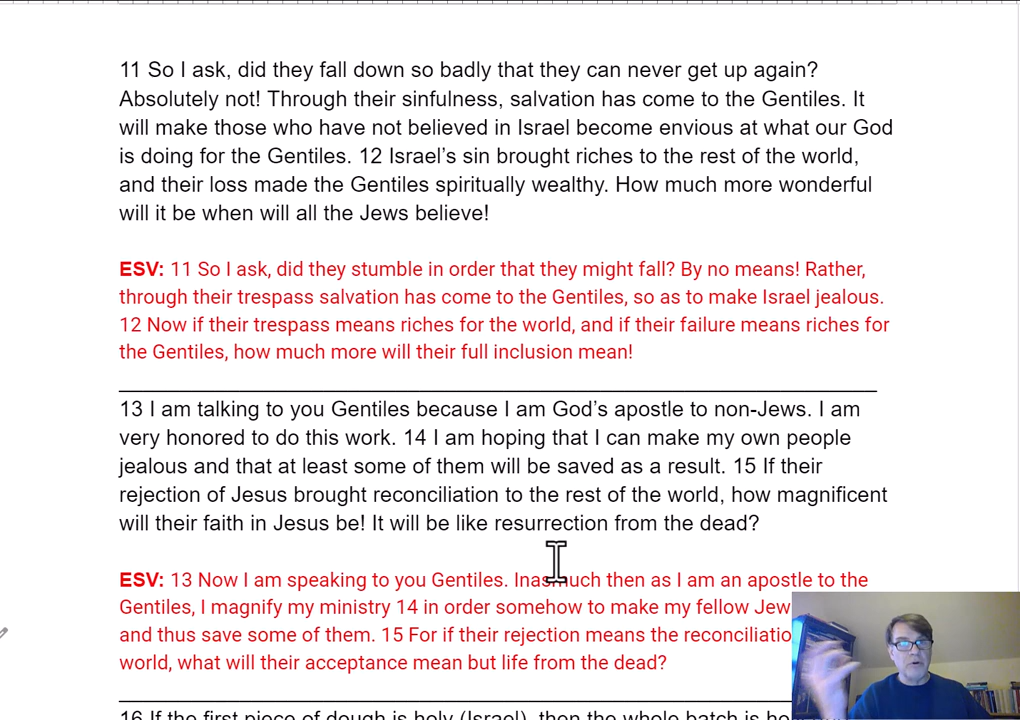 11 So I ask, did they fall down so badly that they can never get up again?
Absolutely not! Through their sinfulness, salvation has come to the Gentiles. It
will make those who have not believed in Israel become envious at what our God
is doing for the Gentiles. 12 Israel’s sin brought riches to the rest of the world,
and their loss made the Gentiles spiritually wealthy. How much more wonderful
will it be when will all the Jews believe!
ESV: 11 So I ask, did they stumble in order that they might fall? By no means! Rather,
through their trespass salvation has come to the Gentiles, so as to make Israel jealous.
12 Now if their trespass means riches for the world, and if their failure means riches for
the Gentiles, how much more will their full inclusion mean!
13 I am talking to you Gentiles because I am God’s apostle to non-Jews. I am
very honored to do this work. 14 I am hoping that I can make my own people
jealous and that at least some of them will be saved as a result. 15 If their
rejection of Jesus brought reconciliation to the rest of the world, how magnificent
will their faith in Jesus be! It will be like resurrection from the dead?
ESV: 13 Now I am speaking to you Gentiles. Inasmuch then as I am an apostle to the
Gentiles, I magnify my ministry 14 in order somehow to make my fellow Jew
and thus save some of them. 15 For if their rejection means the reconciliatio
world, what will their acceptance mean but life from the dead?
16 If the first piece of dough is holy (Israel), then the whole batch is